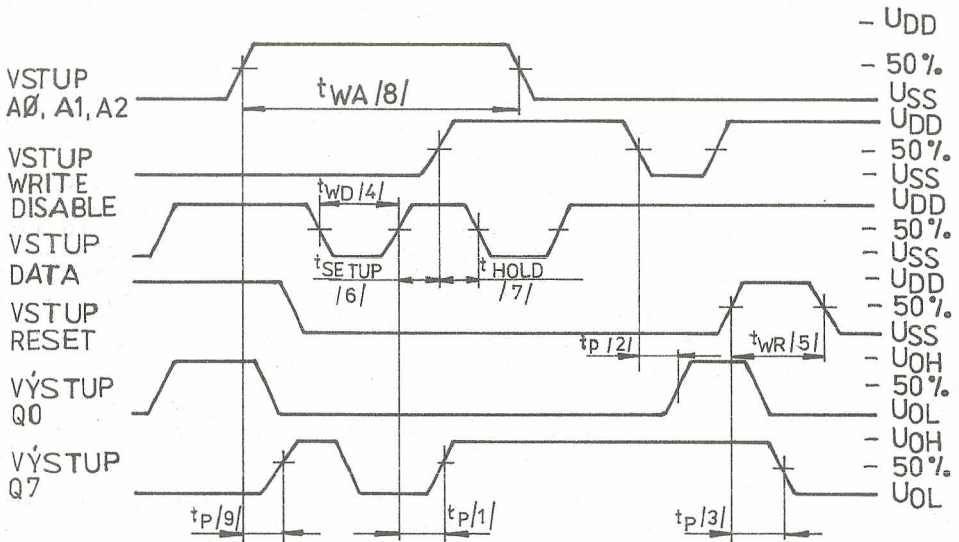 - UDD
VSTUP
AØ, A1, A2
tWA /8/
- 50%
USS
UDD
VSTUP
WRITE
DISABLE
tWD /4/
- 50%
USS
UDD
VSTUP
DATA
tSETUP
/6/
tHOLD
/7/
- 50%
USS
UDD
VSTUP
RESET
- 50%
USS
tP /2/
tWR /5/
- UOH
VÝSTUP
Q0
- 50%
UOL
- UOH
VÝSTUP
Q7
- 50%
UOL
tP /9/
tP /1/
tP /3/